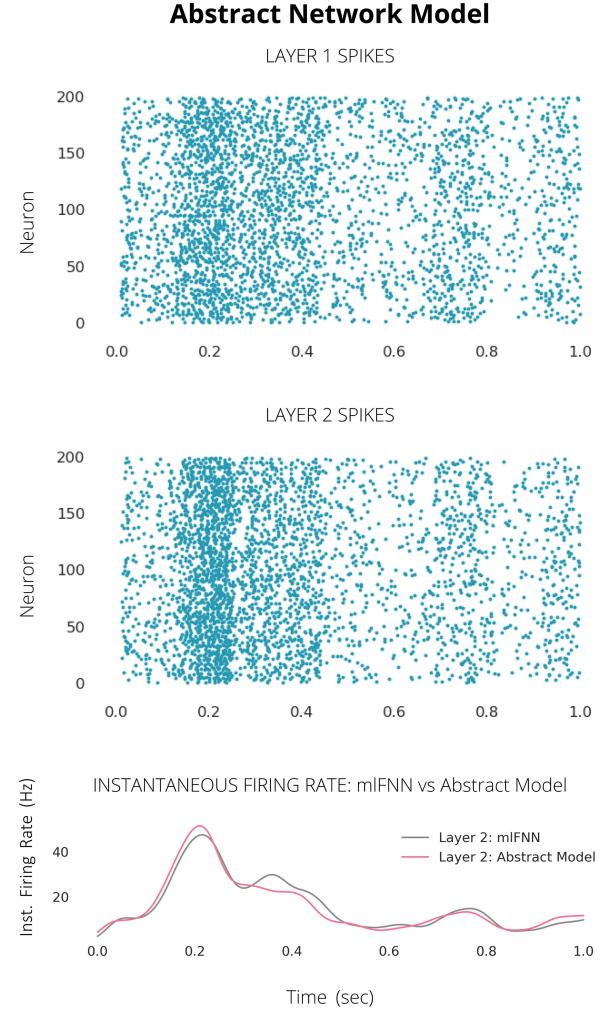 Abstract Network Model
LAYER 1 SPIKES
200
150
100
50
0
Neuron
0.0 0.2 0.4 0.6 0.8 1.0
LAYER 2 SPIKES
200
150
100
50
0
Neuron
0.0 0.2 0.4 0.6 0.8 1.0
INSTANTANEOUS FIRING RATE: mlFNN vs Abstract Model
Inst. Firing Rate (Hz)
40
20
Layer 2: mlFNN
Layer 2: Abstract Model
0.0 0.2 0.4 0.6 0.8 1.0
Time (sec)